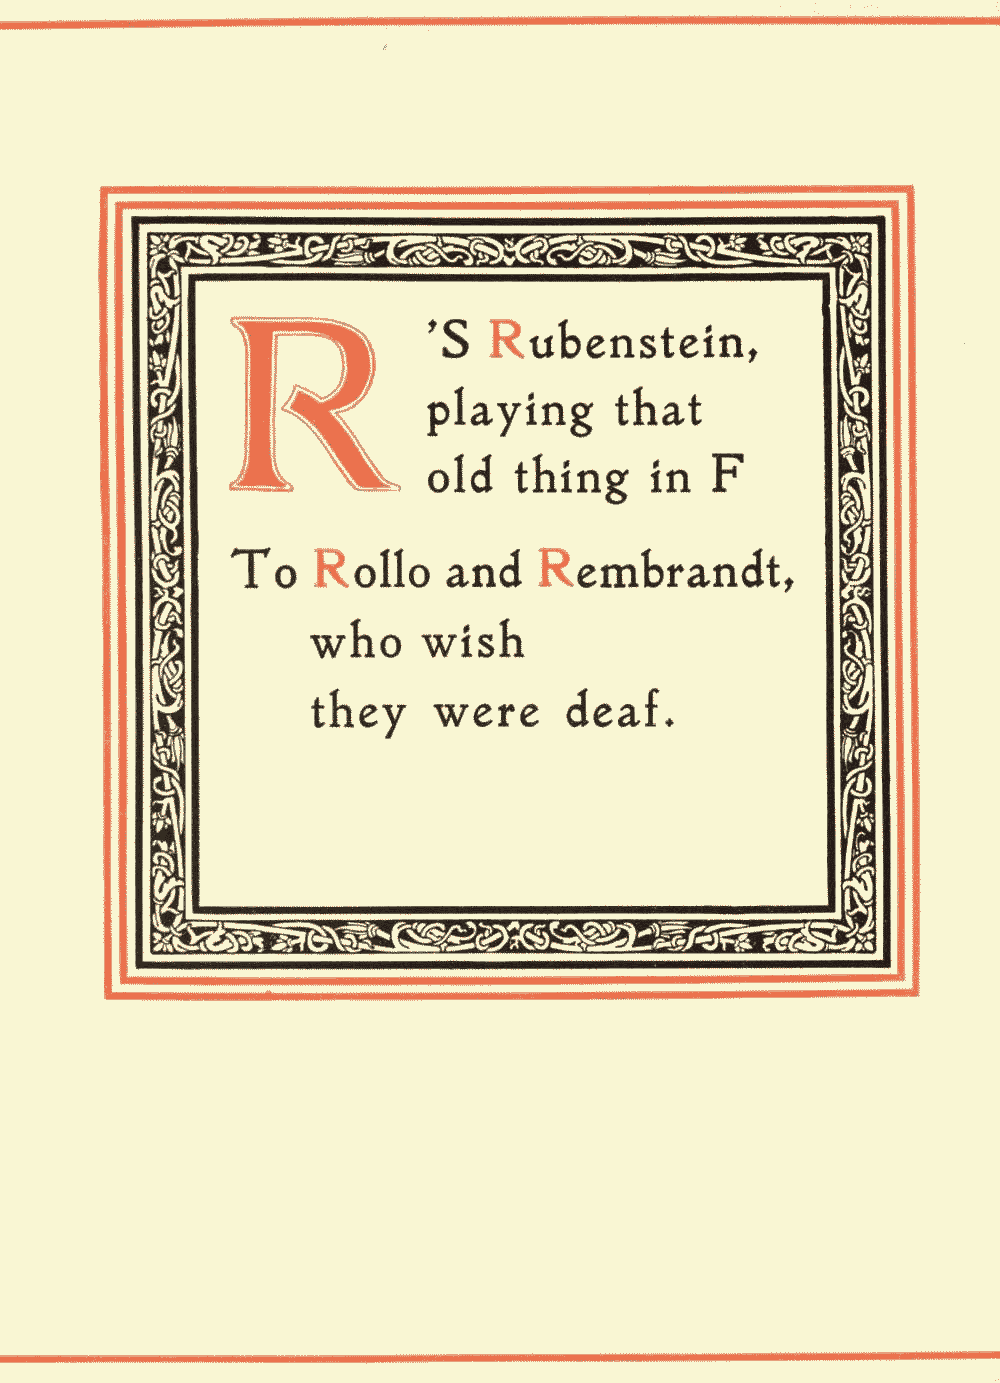 R'S Rubenstein,
playing that
old thing in F
To Rollo and Rembrandt,
who wish
they were deaf.